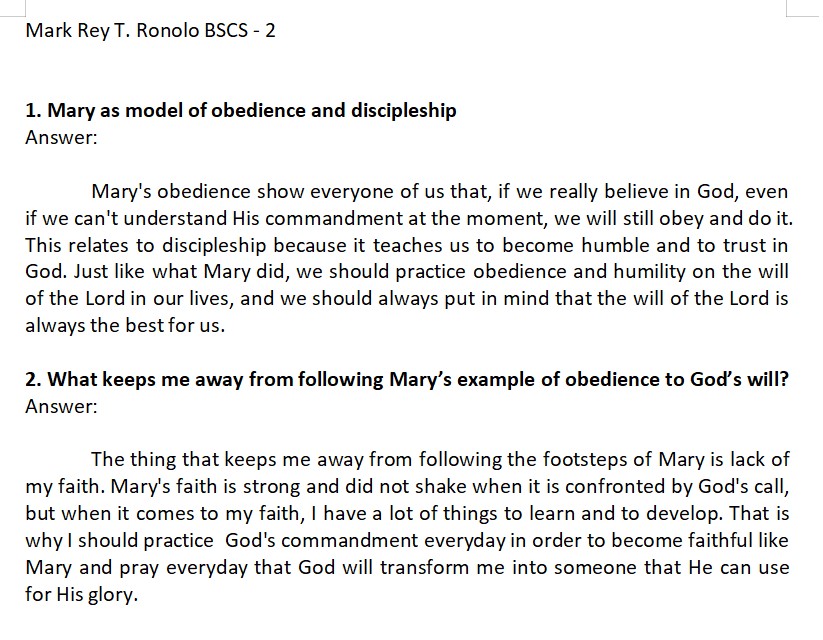 Mark Rey T. Ronolo BSCS - 2
1. Mary as model of obedience and discipleship
Answer:
Mary's obedience show everyone of us that, if we really believe in God, even
if we can't understand His commandment at the moment, we will still obey and do it.
This relates to discipleship because it teaches us to become humble and to trust in
God. Just like what Mary did, we should practice obedience and humility on the will
of the Lord in our lives, and we should always put in mind that the will of the Lord is
always the best for us.
2. What keeps me away from following Mary’s example of obedience to God’s will?
Answer:
The thing that keeps me away from following the footsteps of Mary is lack of
my faith. Mary's faith is strong and did not shake when it is confronted by God's call,
but when it comes to my faith, I have a lot of things to learn and to develop. That is
why I should practice  God's commandment everyday in order to become faithful like
Mary and pray everyday that God will transform me into someone that He can use
for His glory.